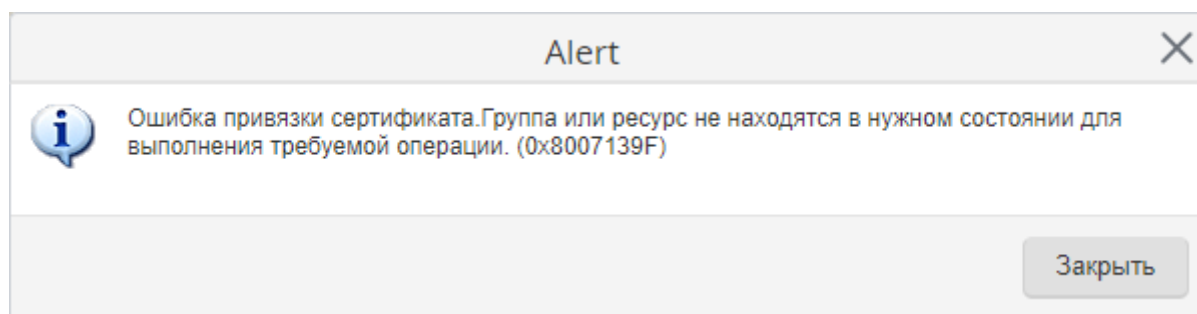 Alert
Ошибка привязки сертификата.Группа или ресурс не находятся в нужном состоянии для
выполнения требуемой операции. (0x8007139F)
Закрыть